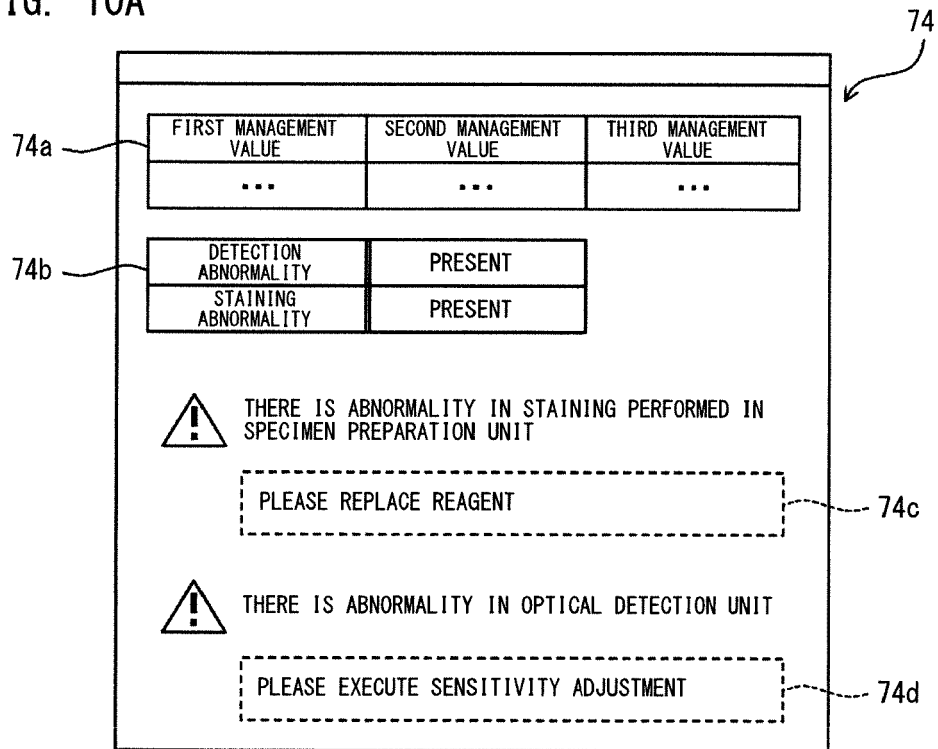 FIG. 10A
74
74a
FIRST MANAGEMENT VALUE
SECOND MANAGEMENT VALUE
THIRD MANAGEMENT VALUE
... ... ...
74b
DETECTION ABNORMALITY
PRESENT
STAINING ABNORMALITY
PRESENT
THERE IS ABNORMALITY IN STAINING PERFORMED IN
SPECIMEN PREPARATION UNIT
PLEASE REPLACE REAGENT
74c
THERE IS ABNORMALITY IN OPTICAL DETECTION UNIT
PLEASE EXECUTE SENSITIVITY ADJUSTMENT
74d